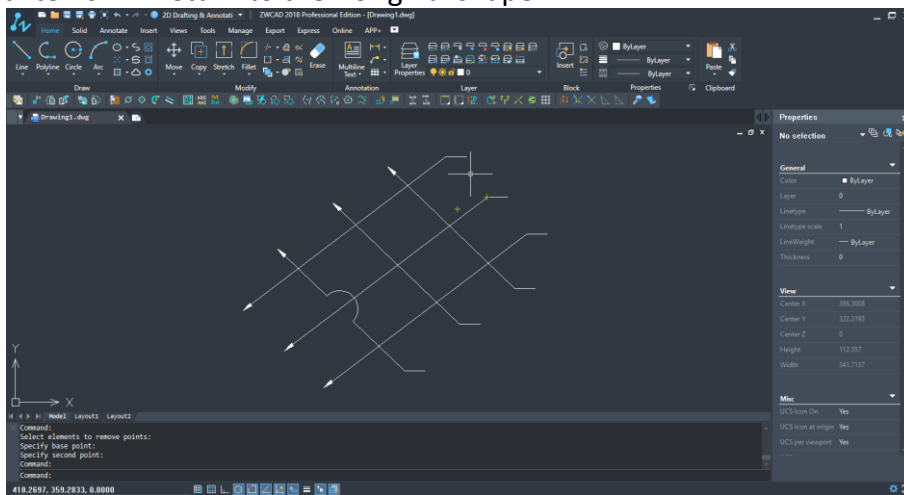 2D Drafting & Annotati
ZWCAD 2018 Professional Edition - [Drawing1.dwg]
Home Solid Annotate Insert Views Tools Manage Export Express Online APP+
Line Polyline Circle Arc Move Copy Stretch Fillet Erase Multiline Text Layer Properties 0 Insert ByLayer ByLayer ByLayer Paste
Draw Modify Annotation Layer Block Properties Clipboard
Drawing1.dwg
Properties
No selection
General
Color ByLayer
Layer 0
Linetype ByLayer
Linetype scale 1
LineWeight ByLayer
Thickness 0
View
Center X 386.3008
Center Y 322.3193
Center Z 0
Height 112.557
Width 341.7137
Misc
UCS icon On Yes
UCS icon at origin Yes
UCS per viewport Yes
Y
X
Model Layout1 Layout2
Command:
Select elements to remove points:
Specify base point:
Specify second point:
Command:
Command:
418.2697, 359.2833, 0.0000